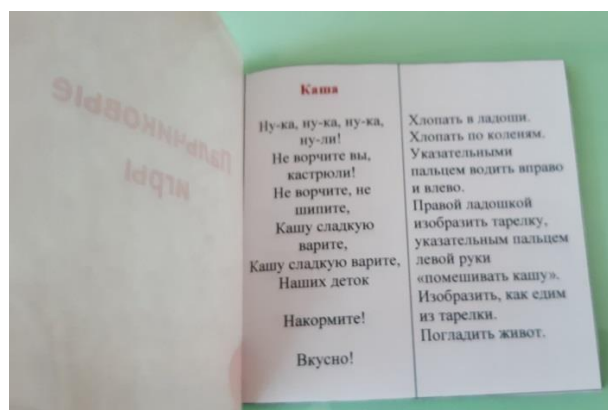 Пальчиковые
игры
Каша
Ну-ка, ну-ка, ну-ка,
ну-ли!
Не ворчите вы,
кастрюли!
Не ворчите, не
шипите,
Кашу сладкую
варите,
Кашу сладкую варите,
Наших деток
Накормите!
Вкусно!
Хлопать в ладоши.
Хлопать по коленям.
Указательными
пальцем водить вправо
и влево.
Правой ладошкой
изобразить тарелку,
указательным пальцем
левой руки
«помешивать кашу».
Изобразить, как едим
из тарелки.
Погладить живот.